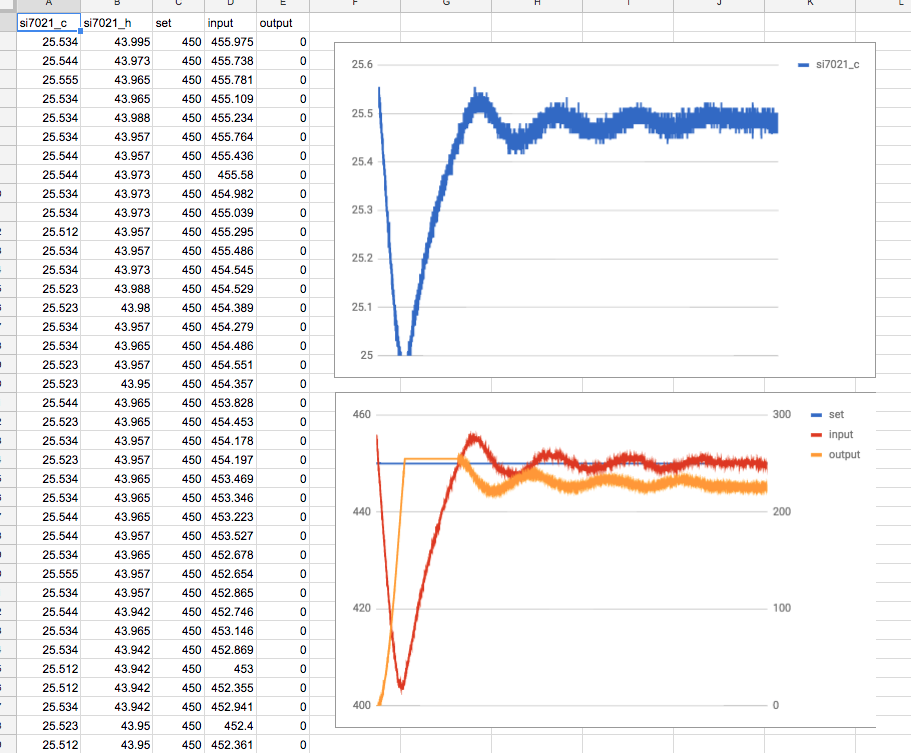 A B C D E F G H I J K L
si7021_c si7021_h set input output
25.534 43.995 450 455.975 0
25.544 43.973 450 455.738 0
25.555 43.965 450 455.781 0
25.534 43.965 450 455.109 0
25.534 43.988 450 455.234 0
25.534 43.957 450 455.764 0
25.544 43.957 450 455.436 0
25.544 43.973 450 455.58 0
25.534 43.973 450 454.982 0
25.534 43.973 450 455.039 0
25.512 43.957 450 455.295 0
25.534 43.957 450 455.486 0
25.534 43.973 450 454.545 0
25.523 43.988 450 454.529 0
25.523 43.98 450 454.389 0
25.534 43.957 450 454.279 0
25.534 43.965 450 454.486 0
25.523 43.957 450 454.551 0
25.523 43.95 450 454.357 0
25.544 43.965 450 453.828 0
25.523 43.965 450 454.453 0
25.534 43.957 450 454.178 0
25.523 43.957 450 454.197 0
25.534 43.965 450 453.469 0
25.534 43.965 450 453.346 0
25.544 43.965 450 453.223 0
25.544 43.957 450 453.527 0
25.534 43.965 450 452.678 0
25.555 43.957 450 452.654 0
25.534 43.957 450 452.865 0
25.544 43.942 450 452.746 0
25.534 43.965 450 453.146 0
25.534 43.942 450 452.869 0
25.512 43.942 450 453 0
25.512 43.942 450 452.355 0
25.534 43.942 450 452.941 0
25.523 43.95 450 452.4 0
25.512 43.95 450 452.361 0
25.6
25.5
25.4
25.3
25.2
25.1
25
si7021_c
460
440
420
400
300
200
100
0
set
input
output